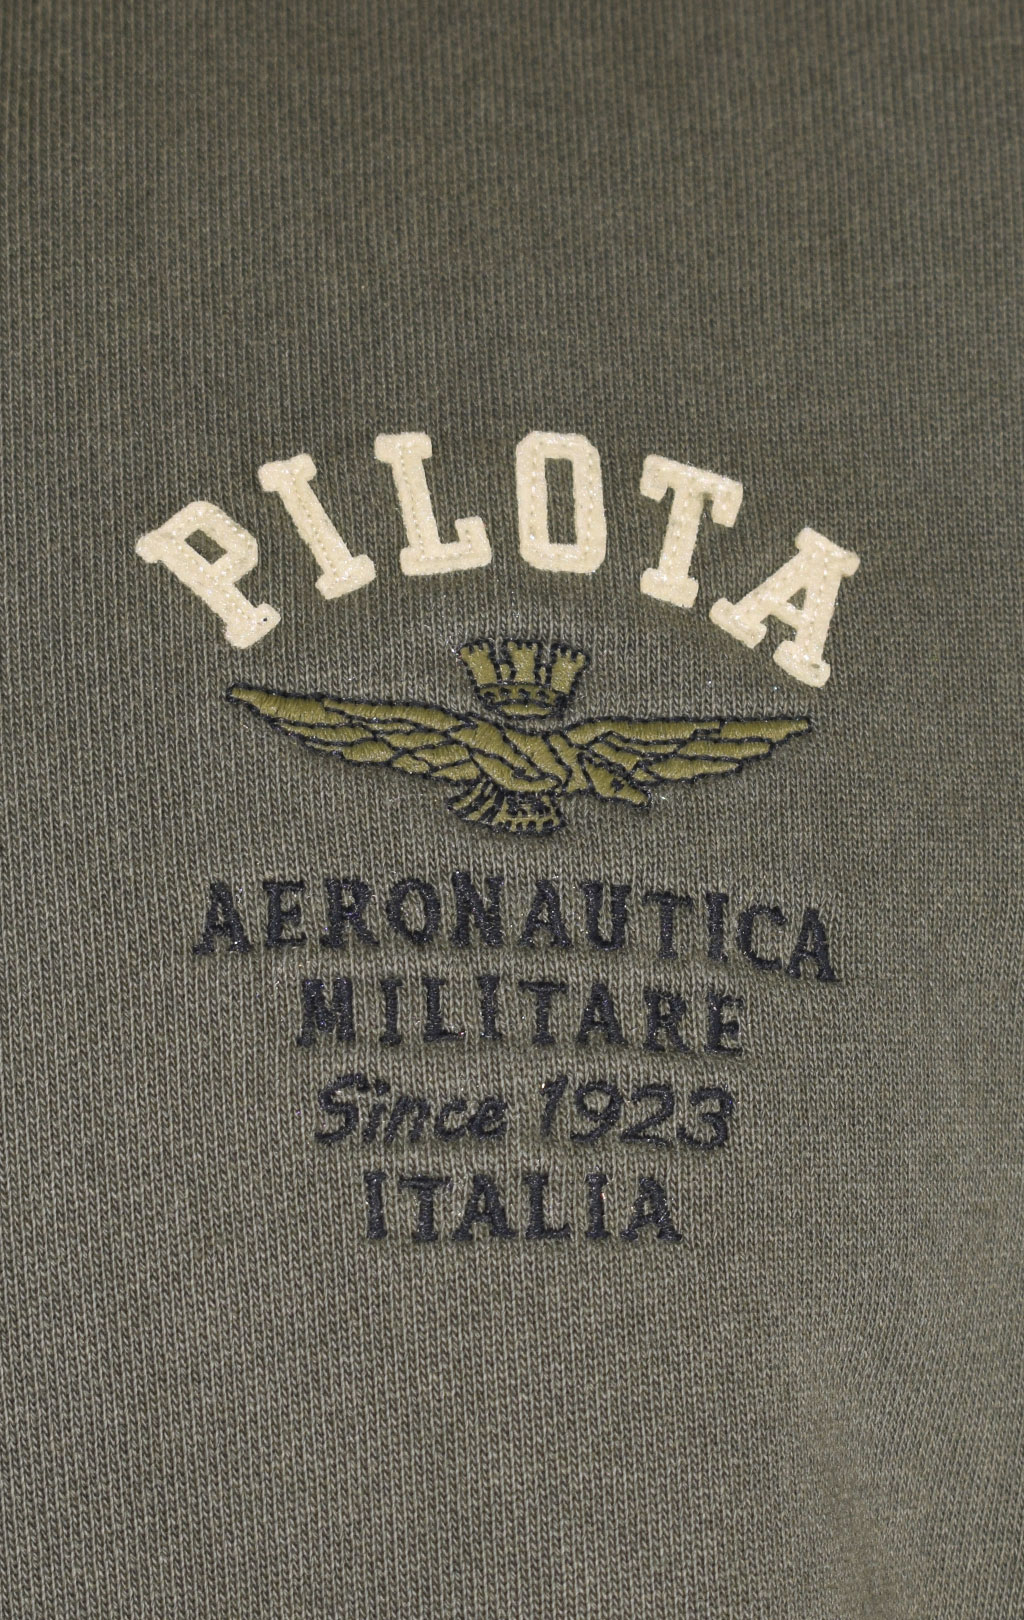 PILOTA
AERONAUTICA
MILITARE
Since 1923
ITALIA